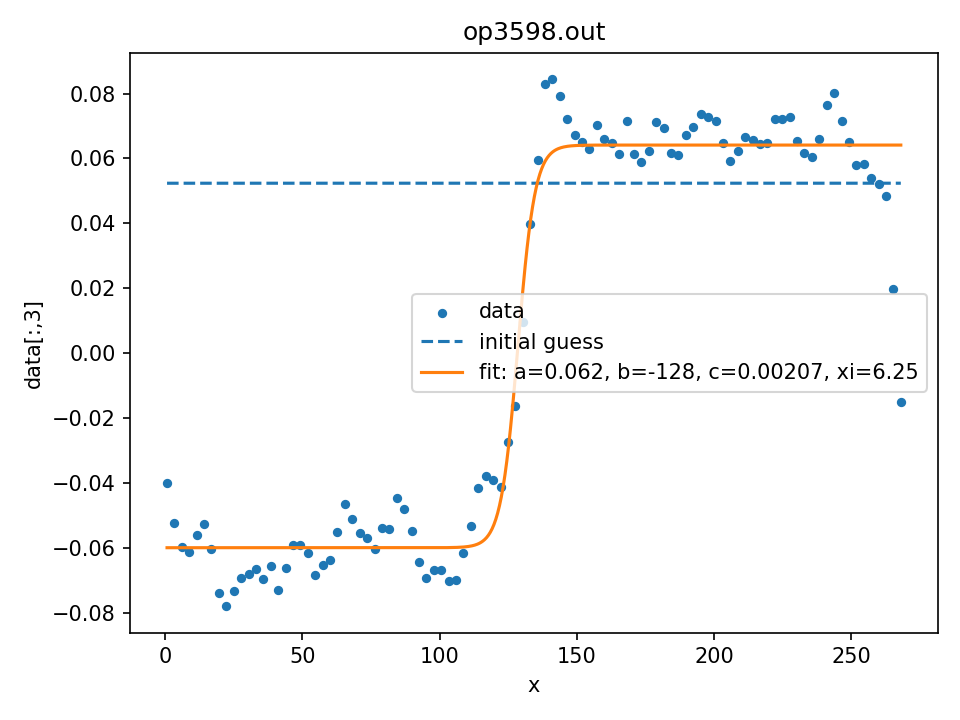 op3598.out
data[:,3]
0.08
0.06
0.04
0.02
0.00
−0.02
−0.04
−0.06
−0.08
data
initial guess
fit: a=0.062, b=-128, c=0.00207, xi=6.25
0 50 100 150 200 250
x